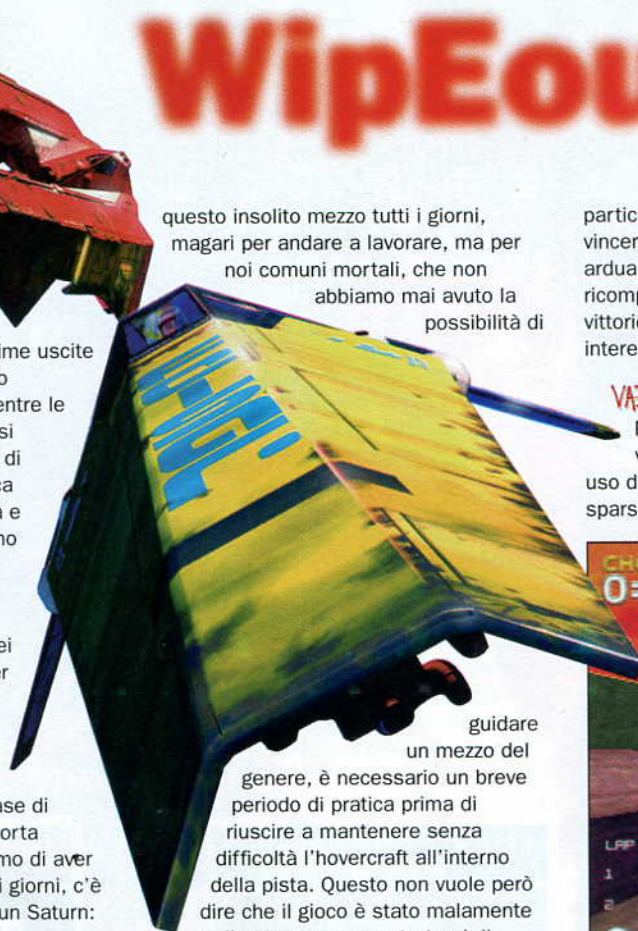 WipEou
ime uscite
o
entre le
si
di
ca
a e
no
ei
er
ase di
orta
mo di aver
i giorni, c'è
un Saturn:
questo insolito mezzo tutti i giorni,
magari per andare a lavorare, ma per
noi comuni mortali, che non
abbiamo mai avuto la
possibilità di
guidare
un mezzo del
genere, è necessario un breve
periodo di pratica prima di
riuscire a mantenere senza
difficoltà l'hovercraft all'interno
della pista. Questo non vuole però
dire che il gioco è stato malamente
partic
vincer
ardua
ricomp
vittorie
intere
VA
uso d
spars
0
LAP
1
2